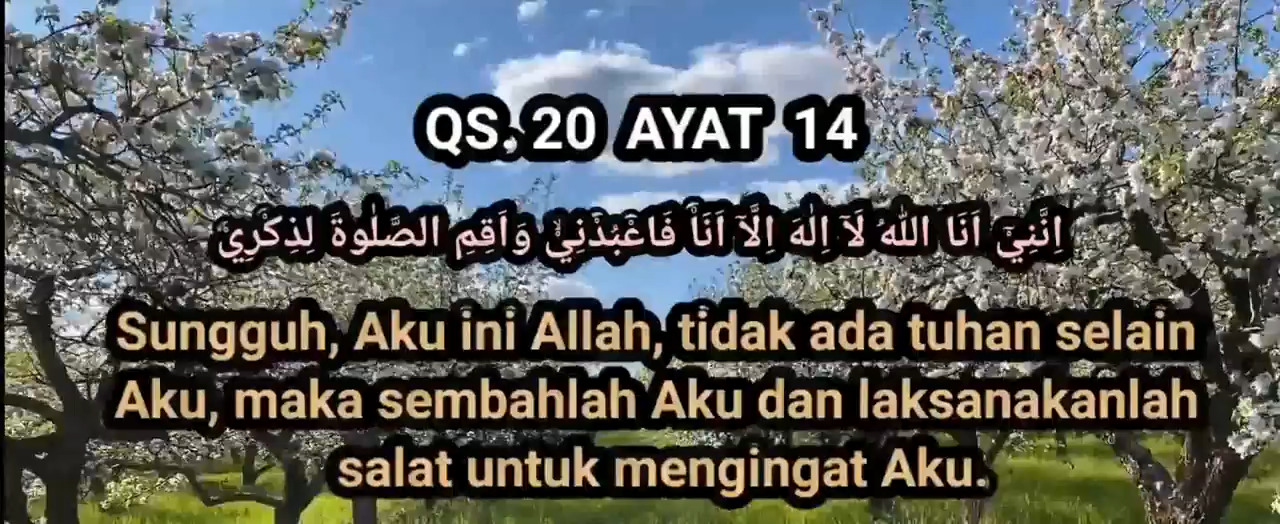 QS. 20 AYAT 14
اِنَّنِيْٓ اَنَا اللّٰهُ لَآ اِلٰهَ اِلَّآ اَنَا۠ فَاعْبُدْنِيْۙ وَاَقِمِ الصَّلٰوةَ لِذِكْرِيْ
Sungguh, Aku ini Allah, tidak ada tuhan selain
Aku, maka sembahlah Aku dan laksanakanlah
salat untuk mengingat Aku.